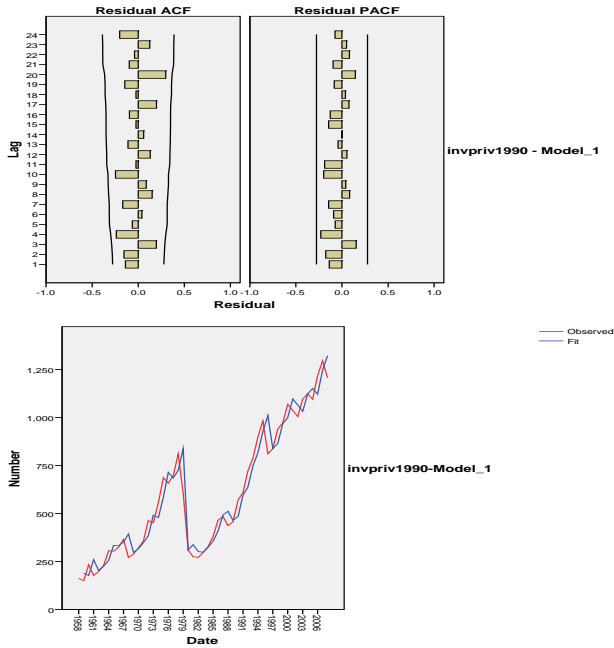 Residual ACF
Residual PACF
Lag
24
23
22
21
20
19
18
17
16
15
14
13
12
11
10
9
8
7
6
5
4
3
2
1
-1.0 -0.5 0.0 0.5 1.0
-1.0 -0.5 0.0 0.5 1.0
Residual
invpriv1990 - Model_1
Observed
Fit
Number
1,250
1,000
750
500
250
0
1958 1961 1964 1967 1970 1973 1976 1979 1982 1985 1988 1991 1994 1997 2000 2003 2006
Date
invpriv1990-Model_1